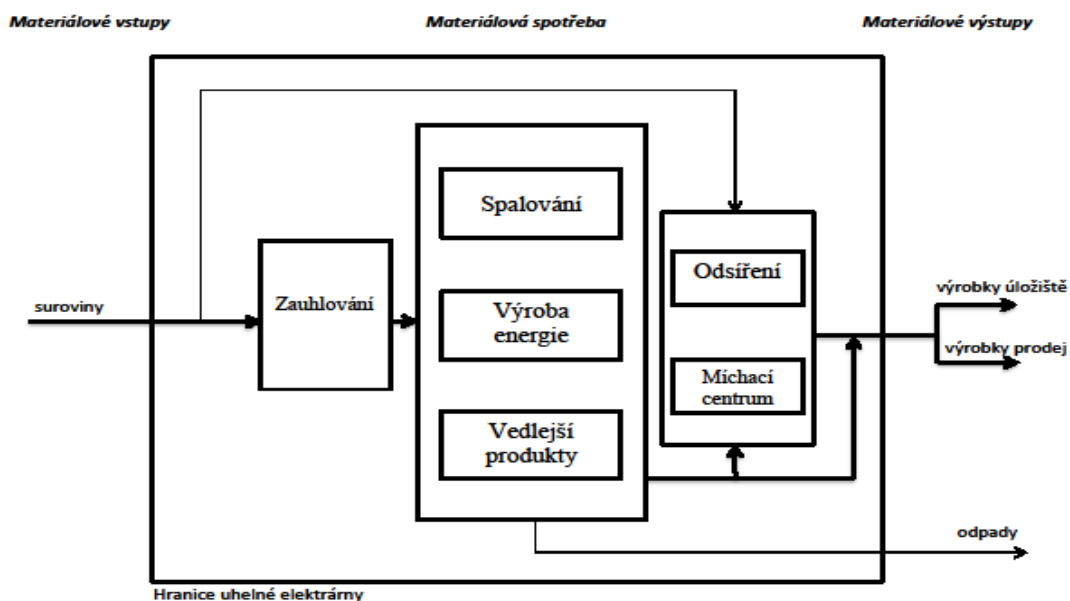 Materiálové vstupy
Materiálová spotřeba
Materiálové výstupy
Spalování
Odsíření
Zauhlování
suroviny
Výroba
energie
výrobky úložiště
výrobky prodej
Míchací
centrum
Vedlejší
produkty
odpady
Hranice uhelné elektrárny